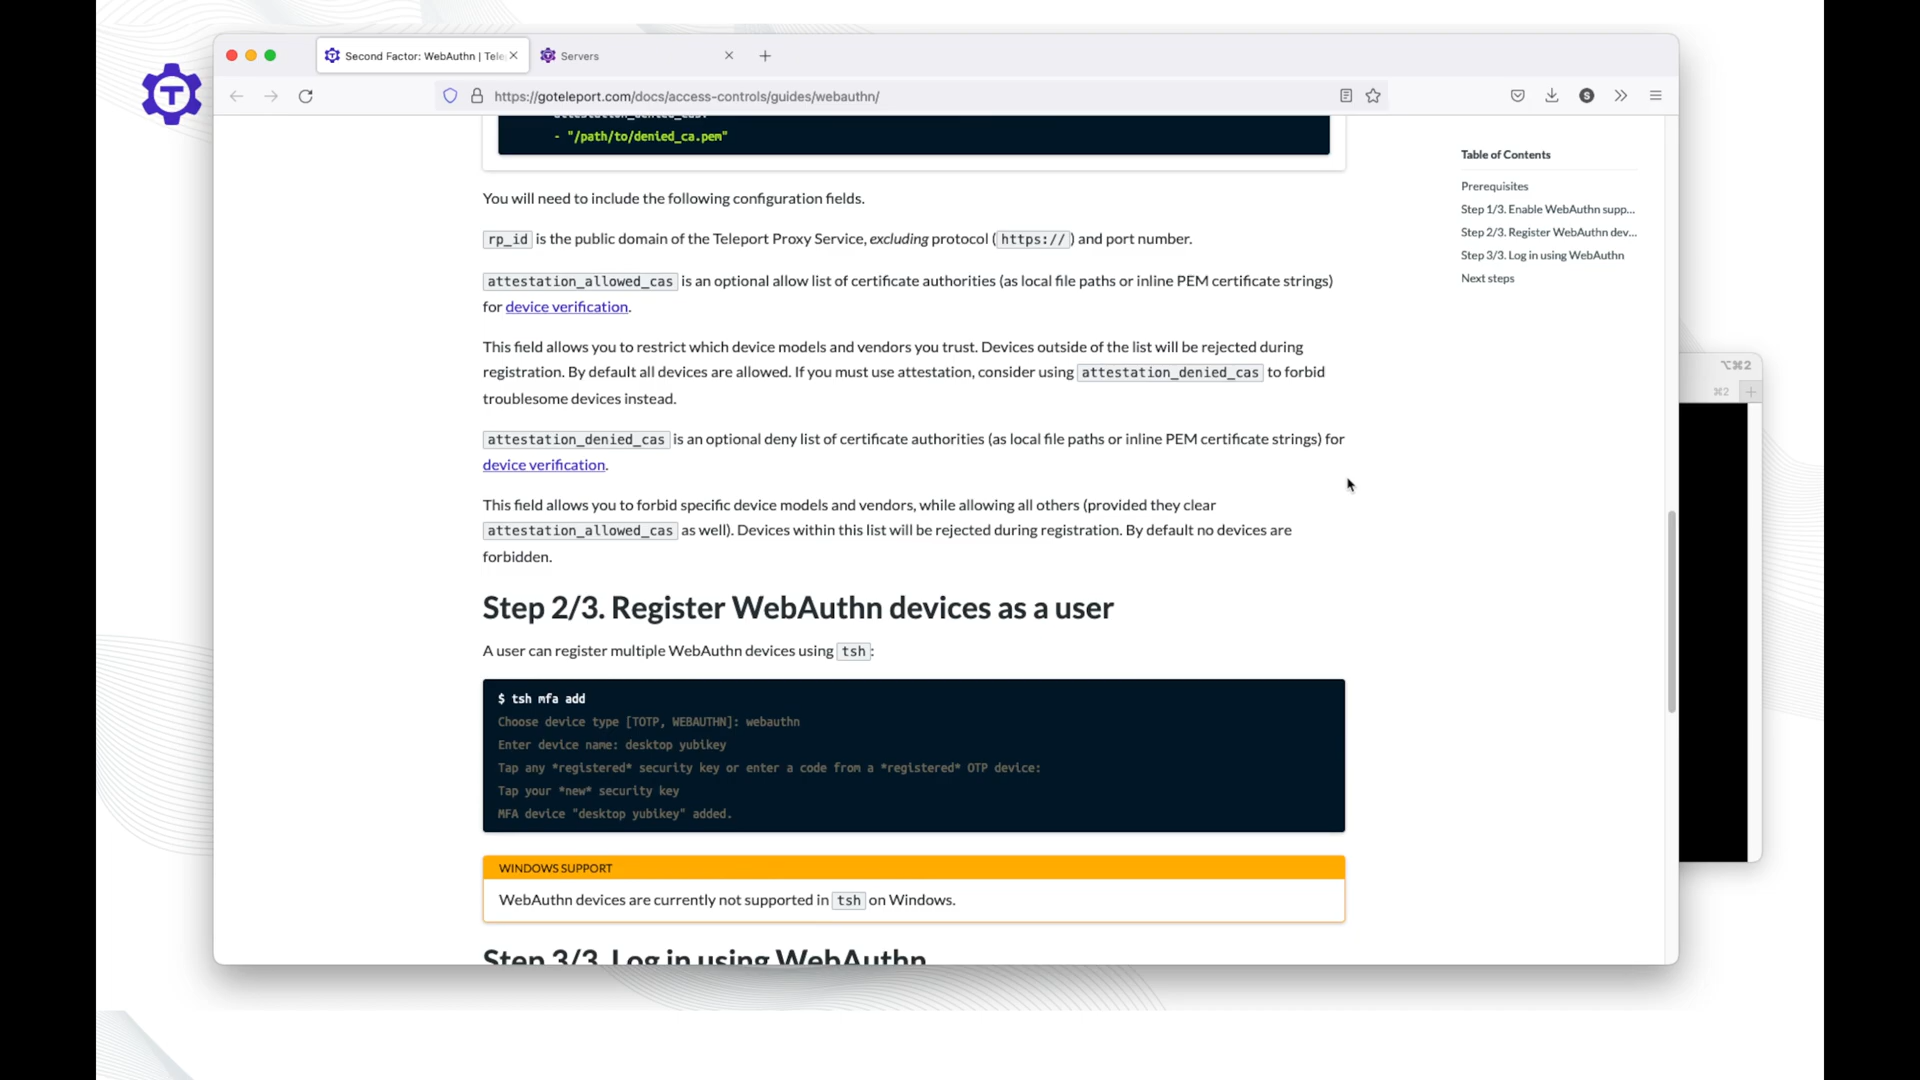 Second Factor: WebAuthn | Tele
Servers
https://goteleport.com/docs/access-controls/guides/webauthn/
S
T
attestation_denied_cas:
- "/path/to/denied_ca.pem"
You will need to include the following configuration fields.
rp_id is the public domain of the Teleport Proxy Service, excluding protocol ( https:// ) and port number.
attestation_allowed_cas is an optional allow list of certificate authorities (as local file paths or inline PEM certificate strings)
for device verification.
This field allows you to restrict which device models and vendors you trust. Devices outside of the list will be rejected during
registration. By default all devices are allowed. If you must use attestation, consider using attestation_denied_cas to forbid
troublesome devices instead.
attestation_denied_cas is an optional deny list of certificate authorities (as local file paths or inline PEM certificate strings) for
device verification.
This field allows you to forbid specific device models and vendors, while allowing all others (provided they clear
attestation_allowed_cas as well). Devices within this list will be rejected during registration. By default no devices are
forbidden.
Step 2/3. Register WebAuthn devices as a user
A user can register multiple WebAuthn devices using tsh:
$ tsh mfa add
Choose device type [TOTP, WEBAUTHN]: webauthn
Enter device name: desktop yubikey
Tap any *registered* security key or enter a code from a *registered* OTP device:
Tap your *new* security key
MFA device "desktop yubikey" added.
WINDOWS SUPPORT
WebAuthn devices are currently not supported in tsh on Windows.
Step 3/3. Log in using WebAuthn
Table of Contents
Prerequisites
Step 1/3. Enable WebAuthn supp...
Step 2/3. Register WebAuthn dev...
Step 3/3. Log in using WebAuthn
Next steps
⌥⌘2
⌘2